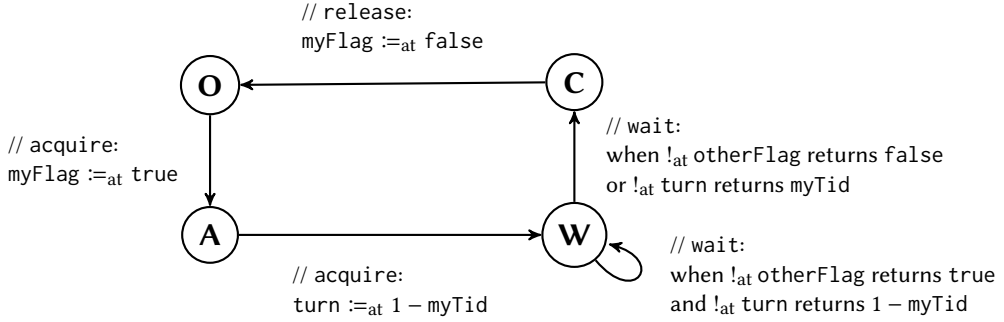 // release:
myFlag :=at false
O
C
// acquire:
myFlag :=at true
// wait:
when !at otherFlag returns false
or !at turn returns myTid
A
W
// acquire:
turn :=at 1 − myTid
// wait:
when !at otherFlag returns true
and !at turn returns 1 − myTid